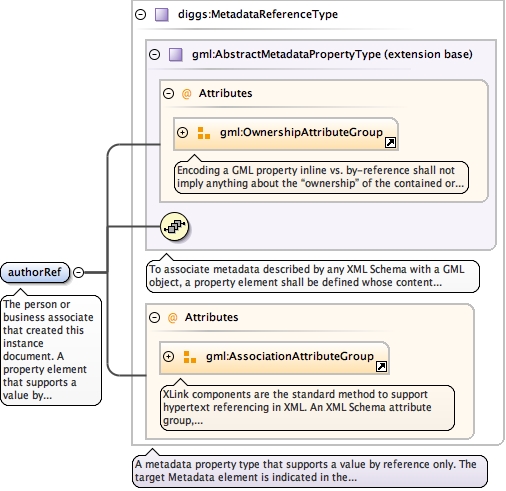 diggs:MetadataReferenceType
gml:AbstractMetadataPropertyType (extension base)
@ Attributes
gml:OwnershipAttributeGroup
Encoding a GML property inline vs. by-reference shall not
imply anything about the “ownership” of the contained or...
authorRef
The person or
business associate
that created this
instance
document. A
property element
that supports a
value by...
To associate metadata described by any XML Schema with a GML
object, a property element shall be defined whose content...
@ Attributes
gml:AssociationAttributeGroup
XLink components are the standard method to support
hypertext referencing in XML. An XML Schema attribute
group,...
A metadata property type that supports a value by reference only. The
target Metadata element is indicated in the...